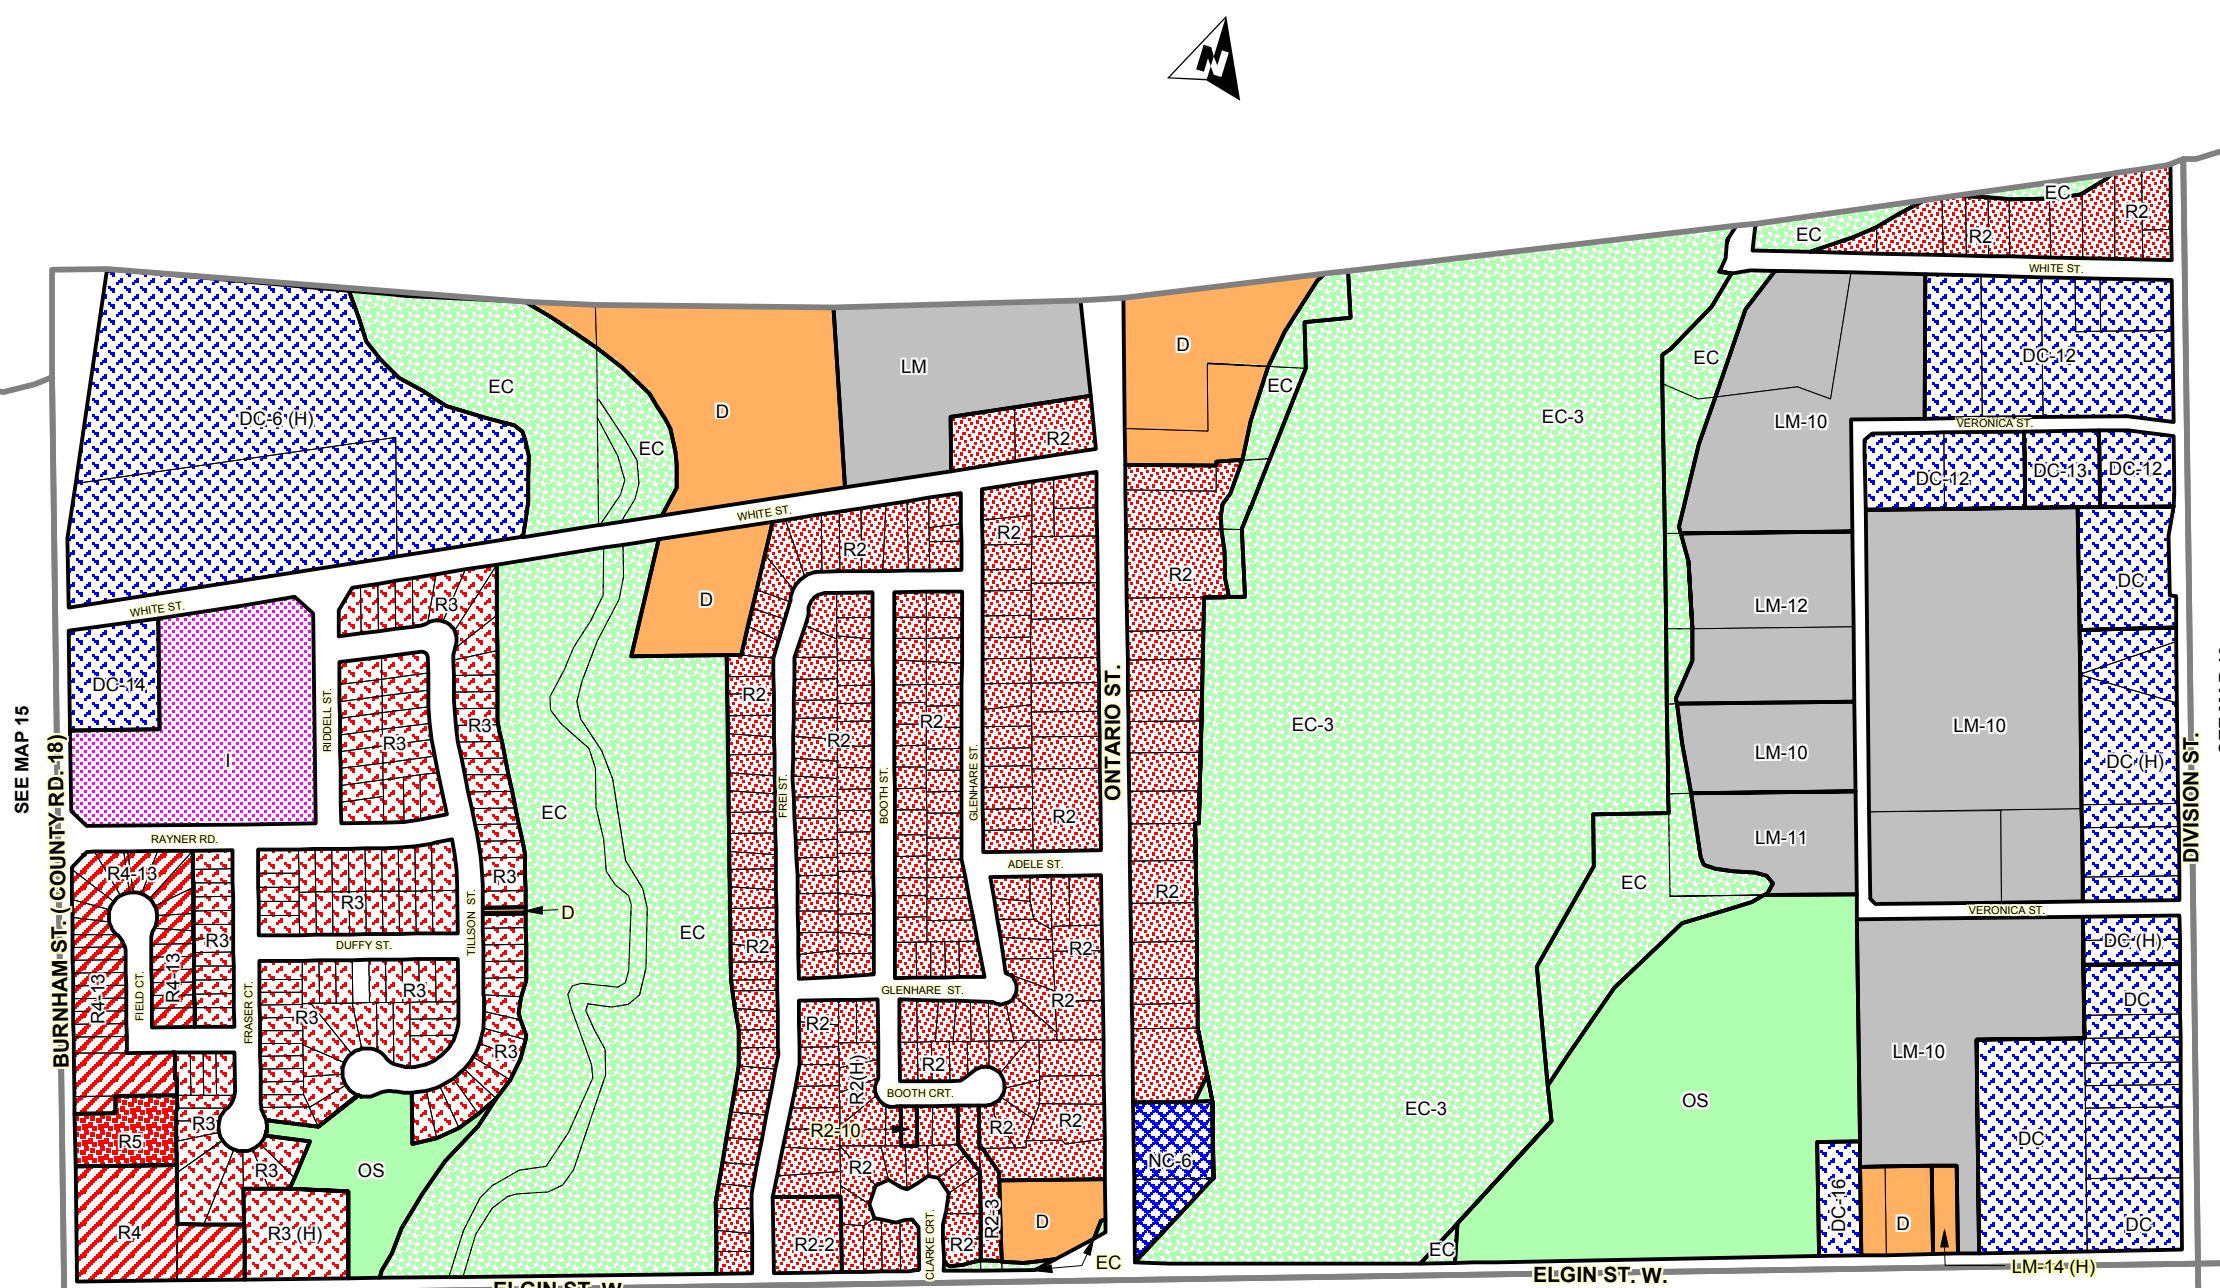 N
EC
R2
EC
R2
WHITE ST.
D
EC
EC
DC-12
LM
EC
D
EC
EC-3
DC-6 (H)
LM-10
VERONICA ST.
R2
EC
DC-12
DC-13
DC-12
WHITE ST.
R2
R2
R2
DC
D
R3
LM-12
WHITE ST.
DC-14
R2
R3
R2
R2
EC-3
ONTARIO ST.
LM-10
LM-10
RIDDELL ST.
R3
I
FREI ST.
BOOTH ST.
GLENHARE ST.
DC (H)
SEE MAP 15
BURNHAM ST. ( COUNTY RD. 18)
DIVISION ST.
EC
R2
RAYNER RD.
LM-11
ADELE ST.
R4-13
R3
EC
R2
R3
D
VERONICA ST.
TILLSON ST.
EC
DUFFY ST.
R3
R2
R2
DC (H)
R4-13
R4-13
FIELD CT.
FRASER CT.
R3
R3
GLENHARE ST.
R2
DC
R2
R3
R2(H)
R2
LM-10
BOOTH CRT.
EC-3
OS
R3
R5
R2-10
R2
R2
DC
R3
OS
R2
NC-6
R4
R3 (H)
R2-2
CLARKE CRT.
R2
R2-3
D
DC-16
D
DC
EC
EC
ELGIN ST. W.
ELGIN ST. W.
LM-14 (H)